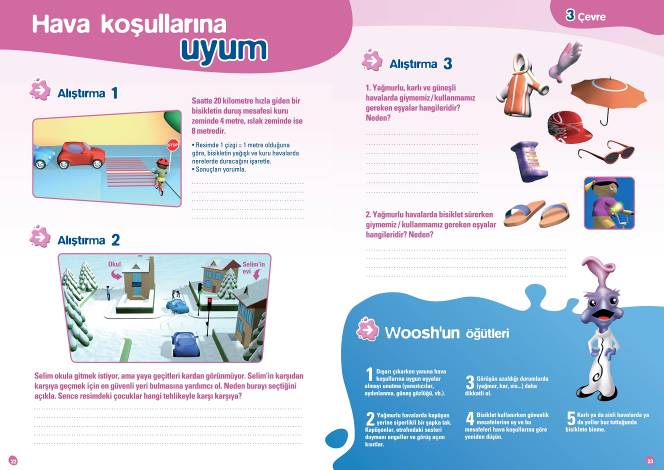 Hava koşullarına
uyum
3 Çevre
Alıştırma 1
Saatte 20 kilometre hızla giden bir
bisikletin duruş mesafesi kuru
zeminde 4 metre, ıslak zeminde ise
8 metredir.
• Resimde 1 çizgi = 1 metre olduğuna
göre, bisikletin yağışlı ve kuru havalarda
nerelerde duracağını işaretle.
• Sonuçları yorumla.
STOP
Alıştırma 2
Okul
Selim'in
evi
Selim okula gitmek istiyor, ama yaya geçitleri kardan görünmüyor. Selim'in karşıdan
karşıya geçmek için en güvenli yeri bulmasına yardımcı ol. Neden burayı seçtiğini
açıkla. Sence resimdeki çocuklar hangi tehlikeyle karşı karşıya?
22
Alıştırma 3
1. Yağmurlu, karlı ve güneşli
havalarda giymemiz / kullanmamız
gereken eşyalar hangileridir?
Neden?
2. Yağmurlu havalarda bisiklet sürerken
giymemiz / kullanmamız gereken eşyalar
hangileridir? Neden?
Woosh'un öğütleri
1 Dışarı çıkarken yanına hava
koşullarına uygun eşyalar
almayı unutma (yansıtıcılar,
aydınlanma, güneş gözlüğü, vb.).
2 Yağmurlu havalarda kapüşon
yerine siperlikli bir şapka tak.
Kapüşonlar, etrafındaki sesleri
duymanı engeller ve görüş açını
kısıtlar.
3 Görüşün azaldığı durumlarda
(yağmur, kar, sis...) daha
dikkatli ol.
4 Bisiklet kullanırken güvenlik
mesafelerine uy ve bu
mesafeleri hava koşullarına göre
yeniden düşün.
5 Karlı ya da sisli havalarda ya
da yollar buz tuttuğunda
bisiklete binme.
23